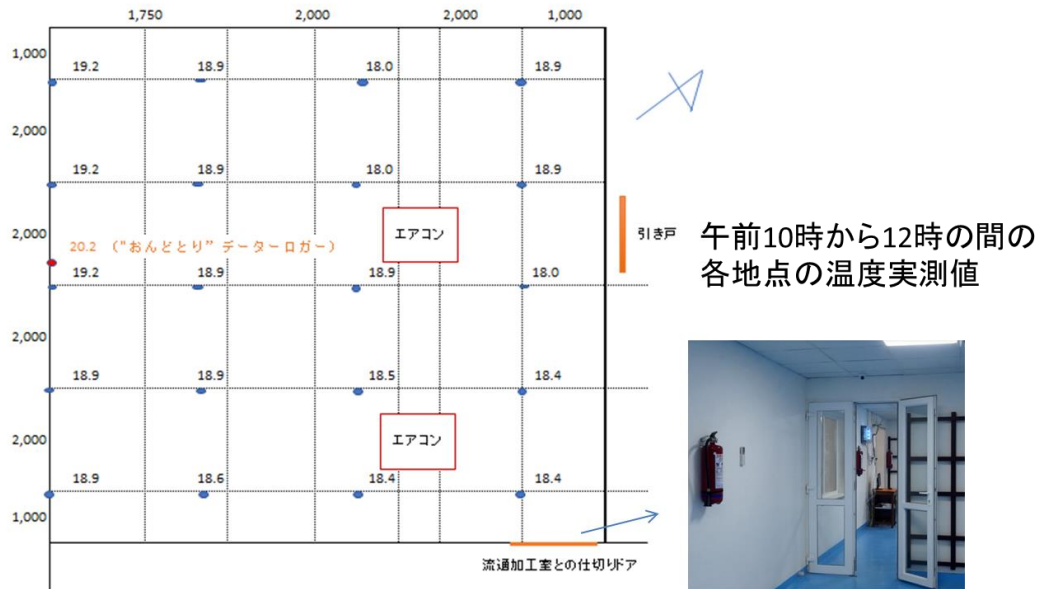 1,750 2,000 2,000 1,000
1,000
19.2 18.9 18.0 18.9
2,000
19.2 18.9 18.0 18.9
2,000
エアコン
引き戸
20.2 （"おんどとり”データーロガー）
19.2 18.9 18.9 18.0
2,000
18.9 18.9 18.5 18.4
2,000
エアコン
18.9 18.6 18.4 18.4
1,000
流通加工室との仕切りドア
午前10時から12時の間の
各地点の温度実測値